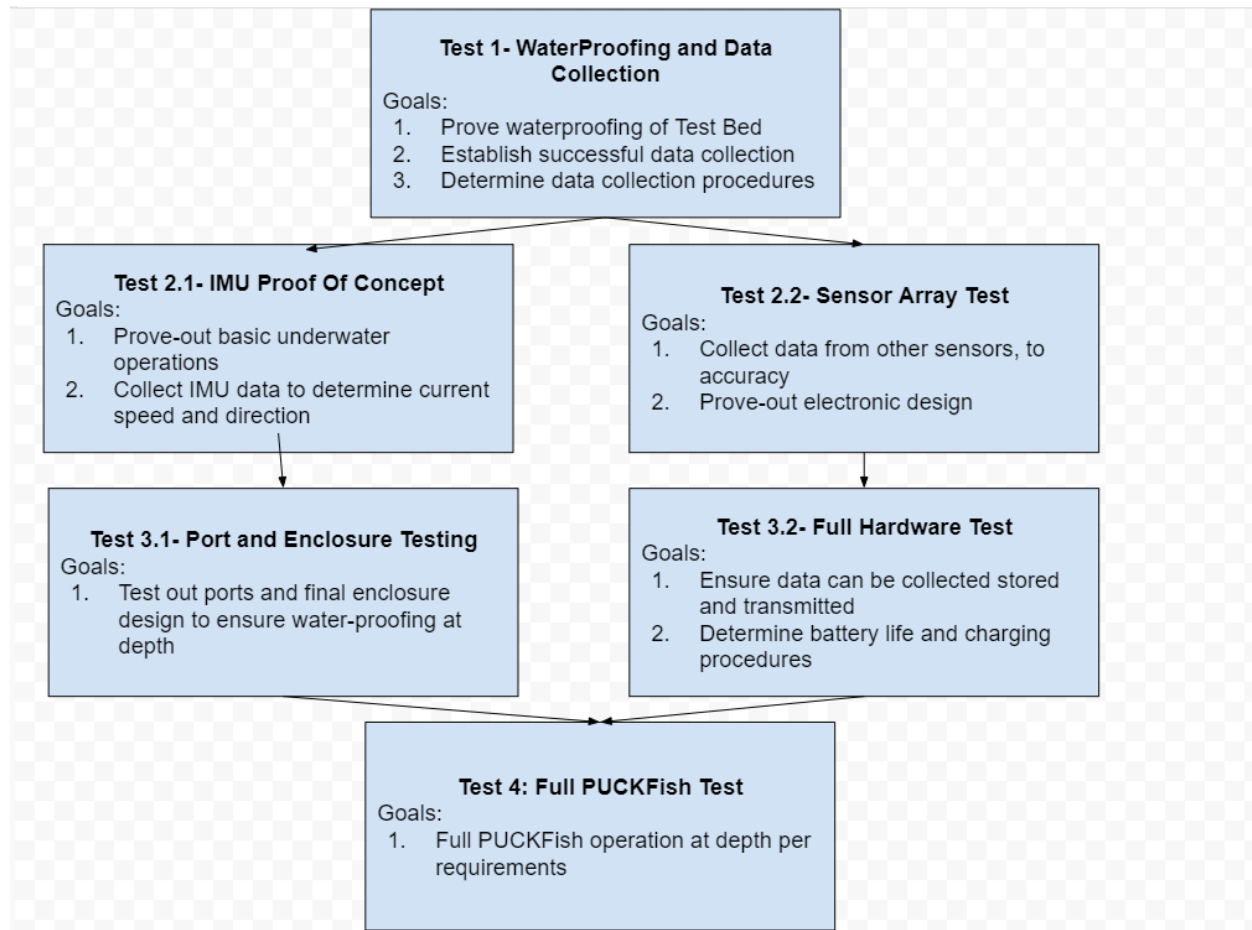 Test 1- WaterProofing and Data
Collection
Goals:
1. Prove waterproofing of Test Bed
2. Establish successful data collection
3. Determine data collection procedures
Test 2.1- IMU Proof Of Concept
Goals:
1. Prove-out basic underwater
operations
2. Collect IMU data to determine current
speed and direction
Test 2.2- Sensor Array Test
Goals:
1. Collect data from other sensors, to
accuracy
2. Prove-out electronic design
Test 3.1- Port and Enclosure Testing
Goals:
1. Test out ports and final enclosure
design to ensure water-proofing at
depth
Test 3.2- Full Hardware Test
Goals:
1. Ensure data can be collected stored
and transmitted
2. Determine battery life and charging
procedures
Test 4: Full PUCKFish Test
Goals:
1. Full PUCKFish operation at depth per
requirements